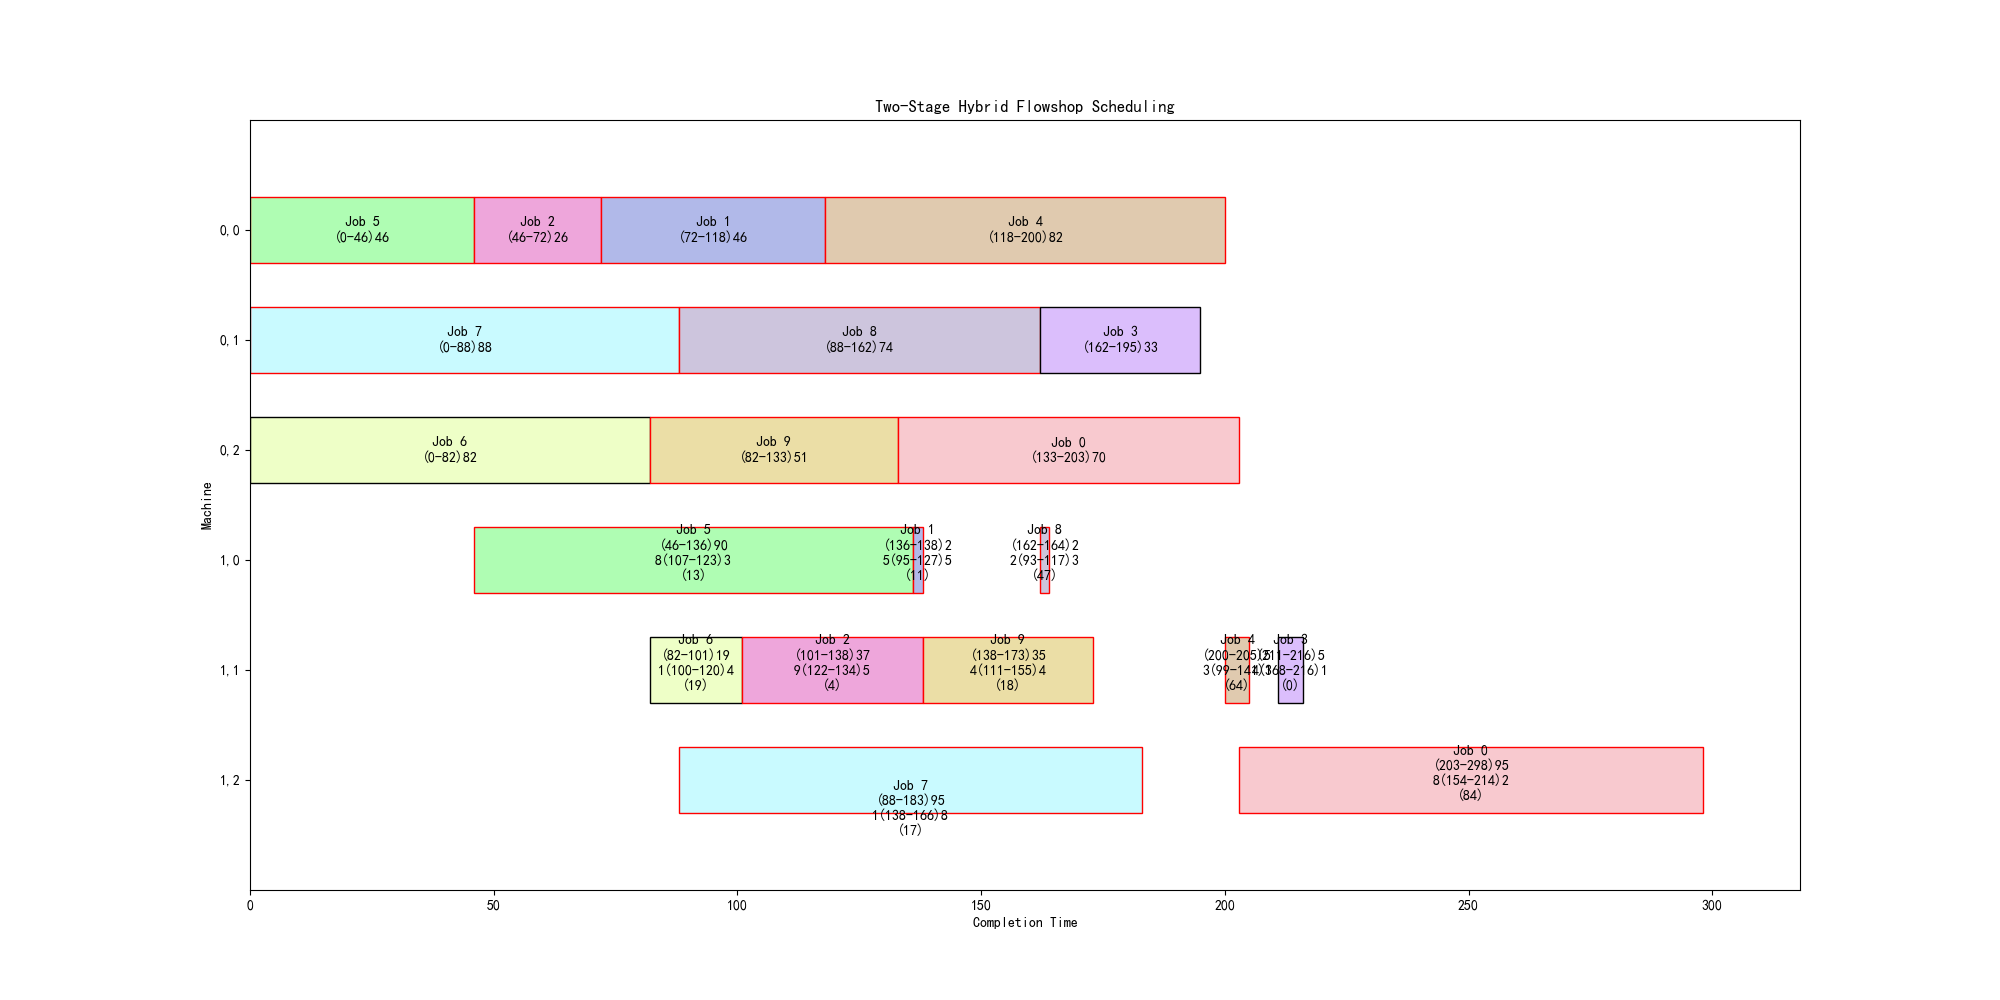 Two-Stage Hybrid Flowshop Scheduling
0,0
Job 5
(0-46)46
Job 2
(46-72)26
Job 1
(72-118)46
Job 4
(118-200)82
0,1
Job 7
(0-88)88
Job 8
(88-162)74
Job 3
(162-195)33
0,2
Job 6
(0-82)82
Job 9
(82-133)51
Job 0
(133-203)70
Machine
1,0
Job 5
(46-136)90
8(107-123)3
(13)
Job 1
(136-138)2
5(95-127)5
(11)
Job 8
(162-164)2
2(93-117)3
(47)
1,1
Job 6
(82-101)19
1(100-120)4
(19)
Job 2
(101-138)37
9(122-134)5
(4)
Job 9
(138-173)35
4(111-155)4
(18)
Job 4
(200-205)5
(64)
Job 3
(211-216)5
(0)
1,2
Job 7
(88-183)95
1(138-166)8
(17)
Job 0
(203-298)95
8(154-214)2
(84)
0
50
100
150
200
250
300
Completion Time